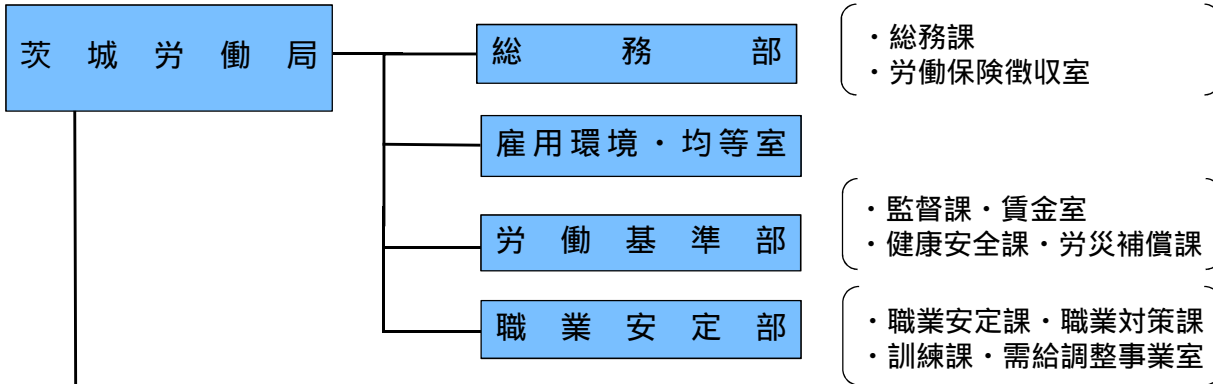 茨城労働局
総務部
・総務課
・労働保険徴収室
雇用環境・均等室
労働基準部
・監督課・賃金室
・健康安全課・労災補償課
職業安定部
・職業安定課・職業対策課
・訓練課・需給調整事業室